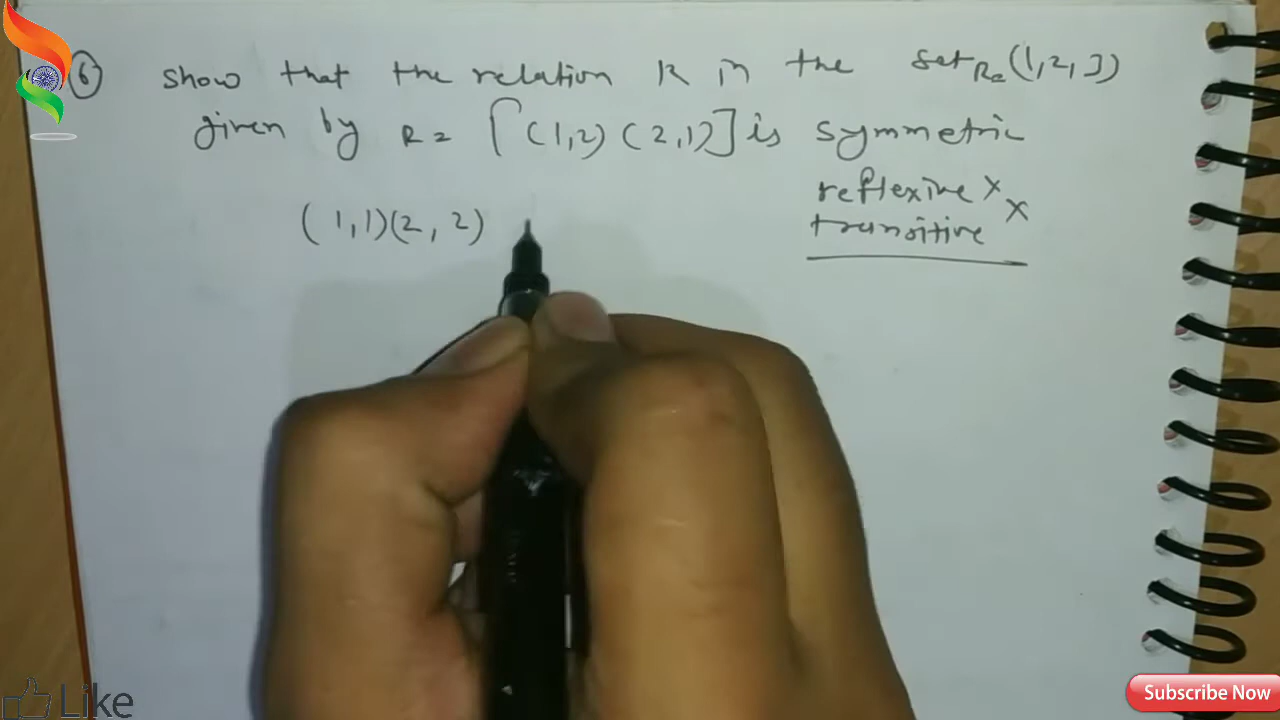 6 show that the relation R in the set R= (1,2,3)
given by R= [(1,2) (2,1)] is symmetric
reflexive x
transitive x
(1,1)(2,2)
Like
Subscribe Now